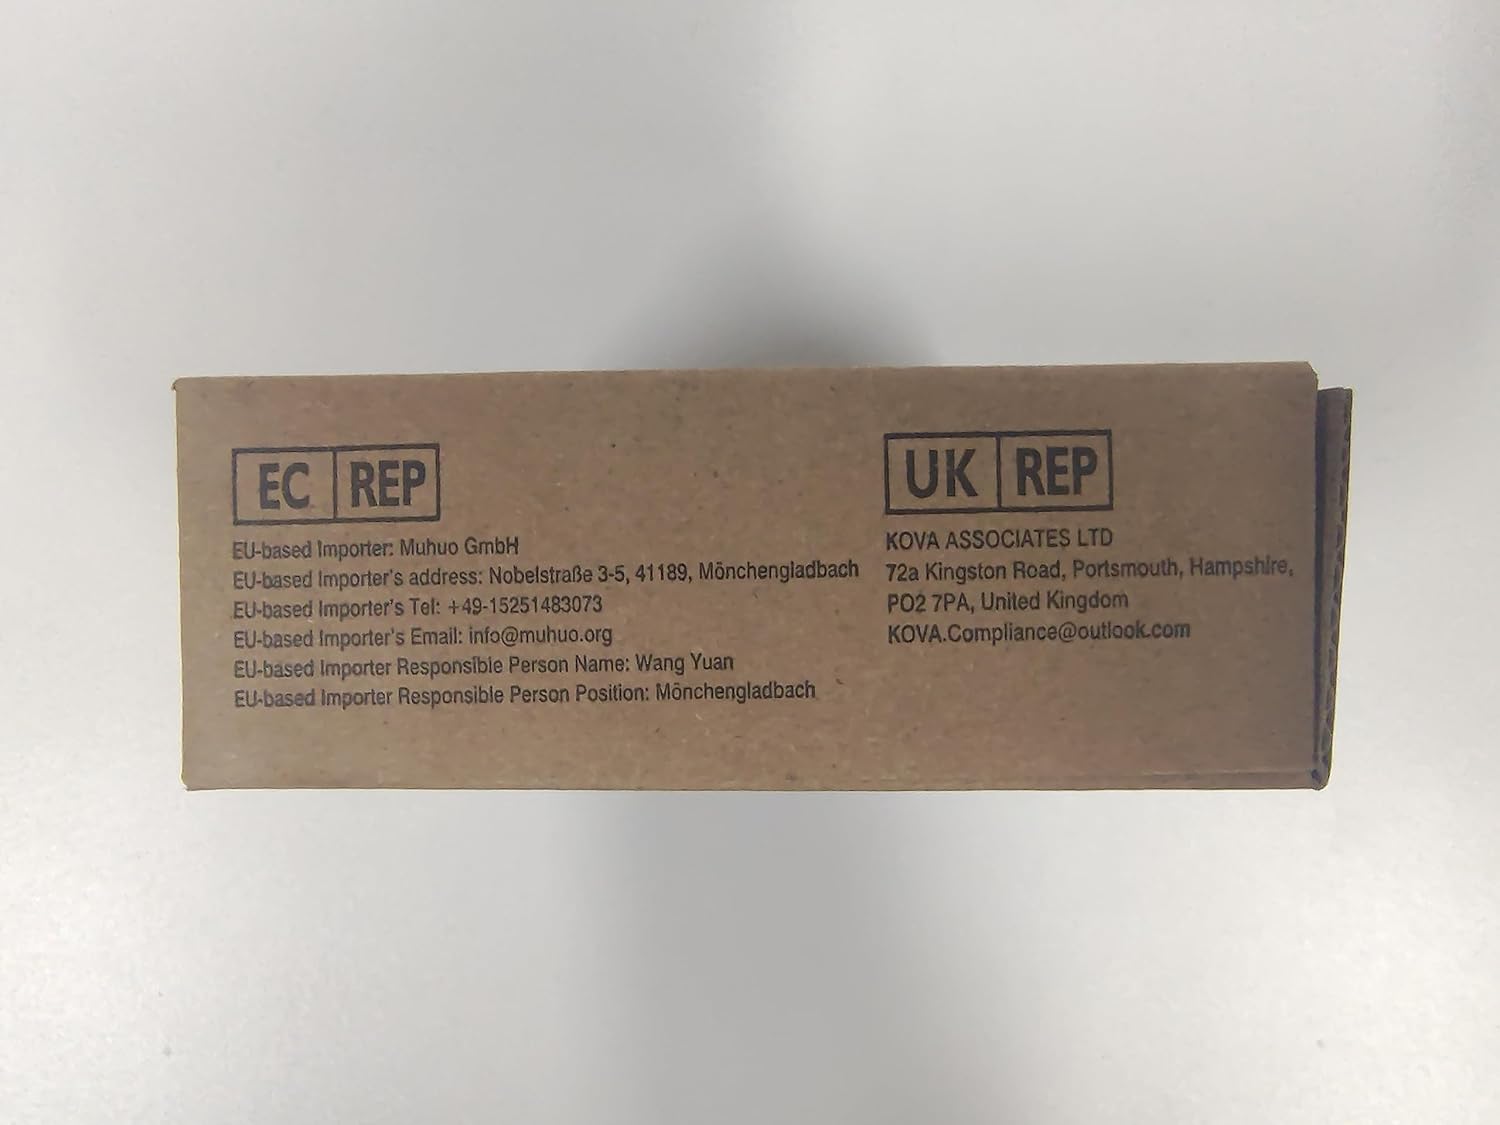 EC REP
EU-based Importer: Muhuo GmbH
EU-based Importer's address: Nobelstraße 3-5, 41189, Mönchengladbach
EU-based Importer's Tel: +49-15251483073
EU-based Importer's Email: info@muhuo.org
EU-based Importer Responsible Person Name: Wang Yuan
EU-based Importer Responsible Person Position: Mönchengladbach
UK REP
KOVA ASSOCIATES LTD
72a Kingston Road, Portsmouth, Hampshire,
PO2 7PA, United Kingdom
KOVA.Compliance@outlook.com